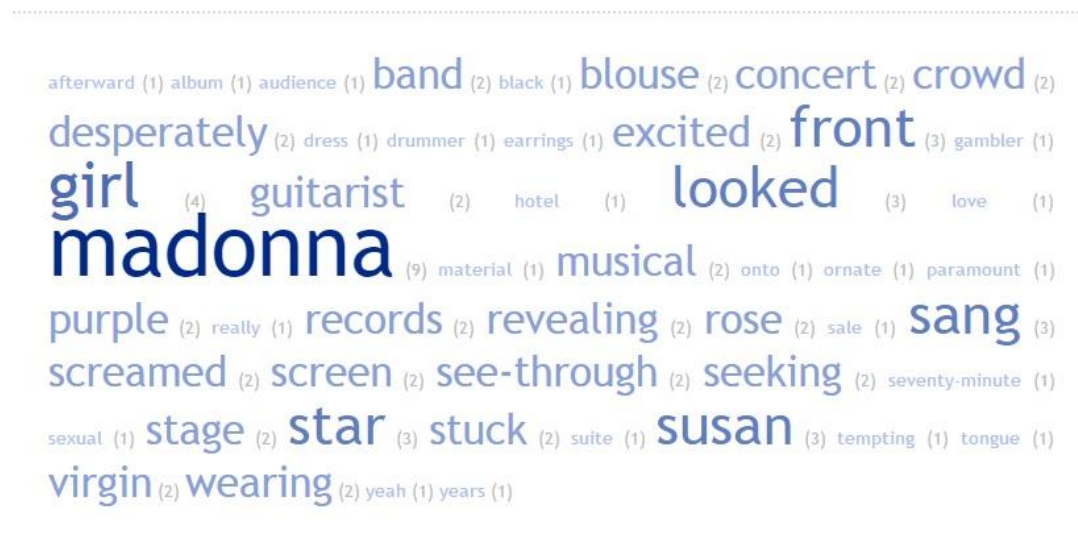 afterward (1) album (1) audience (1) band (2) black (1) blouse (2) concert (2) crowd (2)
desperately (2) dress (1) drummer (1) earrings (1) excited (2) front (3) gambler (1)
girl (4) guitarist (2) hotel (1) looked (3) love (1)
madonna (9) material (1) musical (2) onto (1) ornate (1) paramount (1)
purple (2) really (1) records (2) revealing (2) rose (2) sale (1) sang (3)
screamed (2) screen (2) see-through (2) seeking (2) seventy-minute (1)
sexual (1) stage (2) star (3) stuck (2) suite (1) susan (3) tempting (1) tongue (1)
virgin (2) wearing (2) yeah (1) years (1)